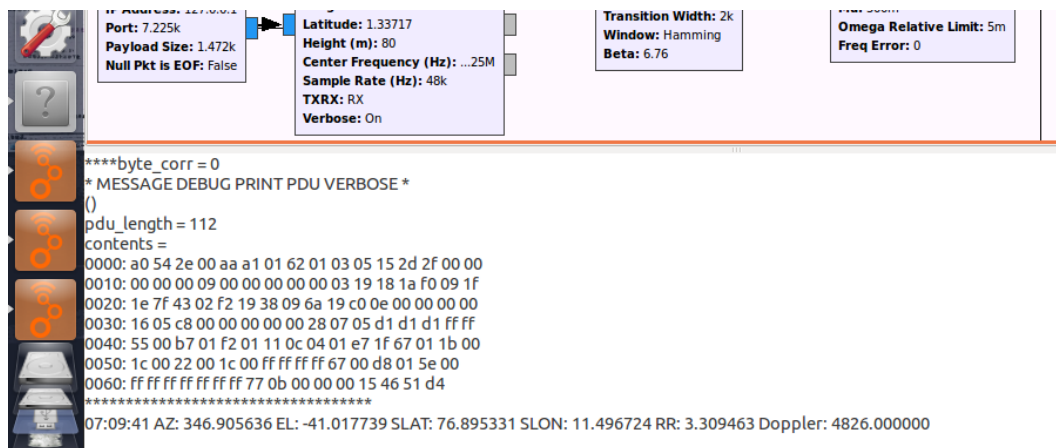 Port: 7.225k
Payload Size: 1.472k
Null Pkt is EOF: False
Latitude: 1.33717
Height (m): 80
Center Frequency (Hz): ...25M
Sample Rate (Hz): 48k
TXRX: RX
Verbose: On
Transition Width: 2k
Window: Hamming
Beta: 6.76
Omega Relative Limit: 5m
Freq Error: 0
****byte_corr = 0
* MESSAGE DEBUG PRINT PDU VERBOSE *
()
pdu_length = 112
contents =
0000: a0 54 2e 00 aa a1 01 62 01 03 05 15 2d 2f 00 00
0010: 00 00 00 09 00 00 00 00 00 03 19 18 1a f0 09 1f
0020: 1e 7f 43 02 f2 19 38 09 6a 19 c0 0e 00 00 00 00
0030: 16 05 c8 00 00 00 00 00 28 07 05 d1 d1 d1 ff ff
0040: 55 00 b7 01 f2 01 11 0c 04 01 e7 1f 67 01 1b 00
0050: 1c 00 22 00 1c 00 ff ff ff ff 67 00 d8 01 5e 00
0060: ff ff ff ff ff ff ff 77 0b 00 00 00 15 46 51 d4
**********************************
07:09:41 AZ: 346.905636 EL: -41.017739 SLAT: 76.895331 SLON: 11.496724 RR: 3.309463 Doppler: 4826.000000